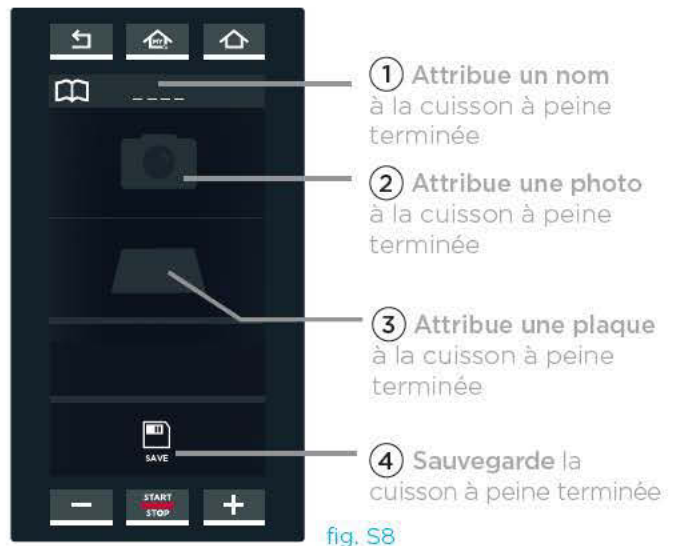 MY
① Attribue un nom
à la cuisson à peine
terminée
② Attribue une photo
à la cuisson à peine
terminée
③ Attribue une plaque
à la cuisson à peine
terminée
SAVE
④ Sauvegarde la
cuisson à peine terminée
START
STOP
fig. S8